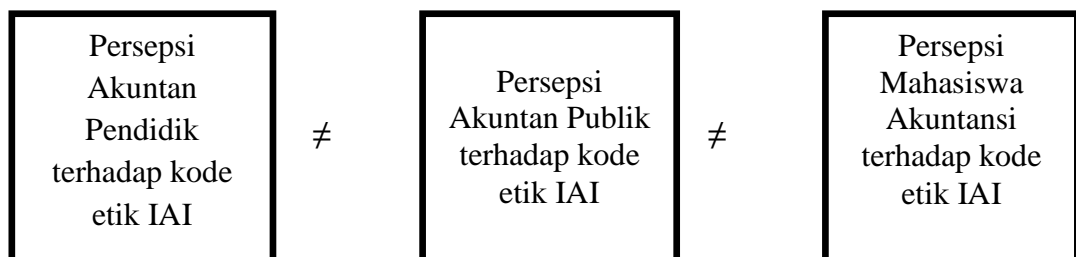 Persepsi
Akuntan
Pendidik
terhadap kode
etik IAI
≠
Persepsi
Akuntan Publik
terhadap kode
etik IAI
≠
Persepsi
Mahasiswa
Akuntansi
terhadap kode
etik IAI